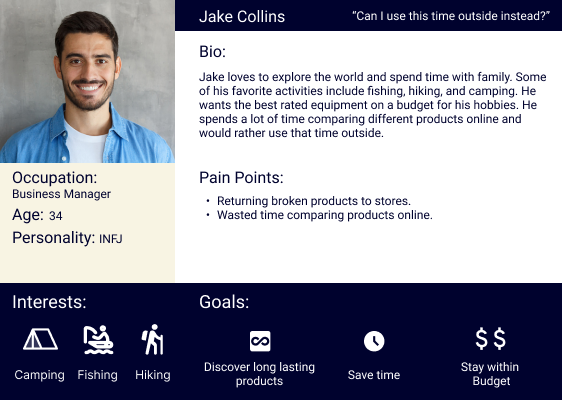 Jake Collins
“Can I use this time outside instead?”
Bio:
Jake loves to explore the world and spend time with family. Some
of his favorite activities include fishing, hiking, and camping. He
wants the best rated equipment on a budget for his hobbies. He
spends a lot of time comparing different products online and
would rather use that time outside.
Occupation:
Business Manager
Age: 34
Personality: INFJ
Pain Points:
• Returning broken products to stores.
• Wasted time comparing products online.
Interests:
Camping
Fishing
Hiking
Goals:
Discover long lasting
products
Save time
$ $
Stay within
Budget